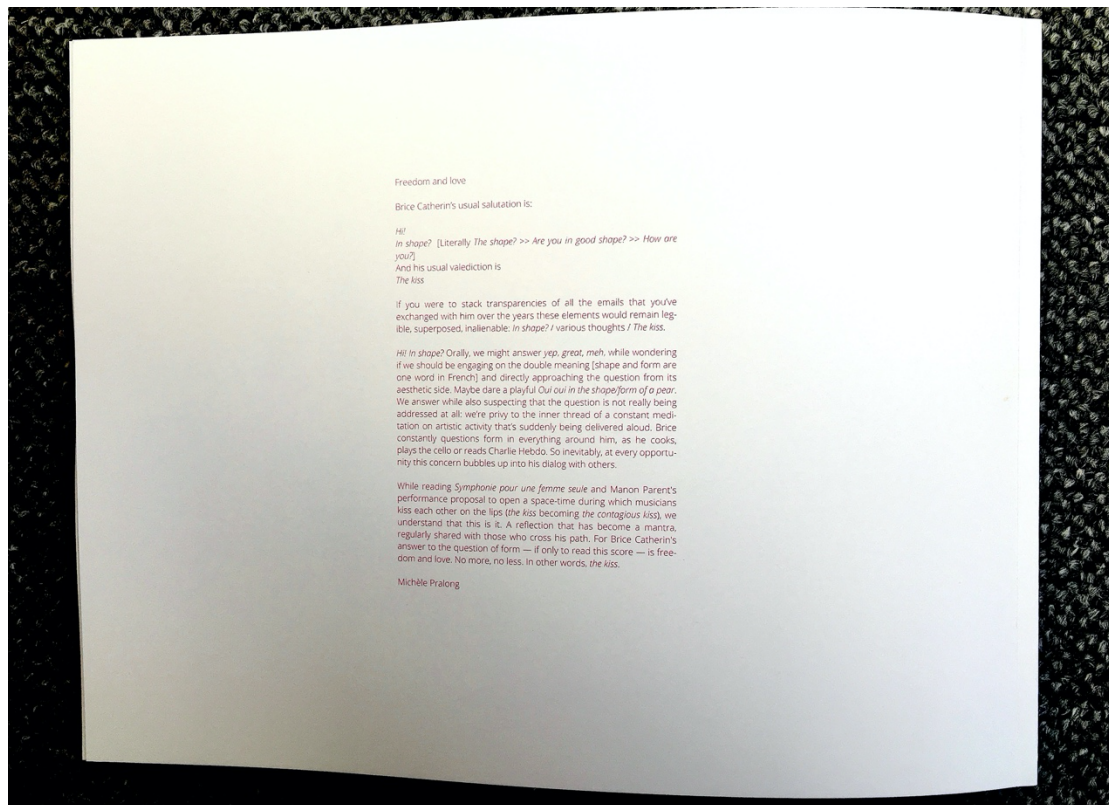 Freedom and love
Brice Catherin's usual salutation is:
Hi!
In shape? [Literally The shape? >> Are you in good shape? >> How are
you?]
And his usual valediction is
The kiss
If you were to stack transparencies of all the emails that you've
exchanged with him over the years these elements would remain leg-
ible, superposed, inalienable: In shape? / various thoughts / The kiss.
Hi! In shape? Orally, we might answer yep, great, meh, while wondering
if we should be engaging on the double meaning [shape and form are
one word in French] and directly approaching the question from its
aesthetic side. Maybe dare a playful Oui oui in the shape/form of a pear.
We answer while also suspecting that the question is not really being
addressed at all: we're privy to the inner thread of a constant medi-
tation on artistic activity that's suddenly being delivered aloud. Brice
constantly questions form in everything around him, as he cooks,
plays the cello or reads Charlie Hebdo. So inevitably, at every opportu-
nity this concern bubbles up into his dialog with others.
While reading Symphonie pour une femme seule and Manon Parent's
performance proposal to open a space-time during which musicians
kiss each other on the lips (the kiss becoming the contagious kiss), we
understand that this is it. A reflection that has become a mantra,
regularly shared with those who cross his path. For Brice Catherin's
answer to the question of form — if only to read this score — is free-
dom and love. No more, no less. In other words, the kiss.
Michèle Pralong